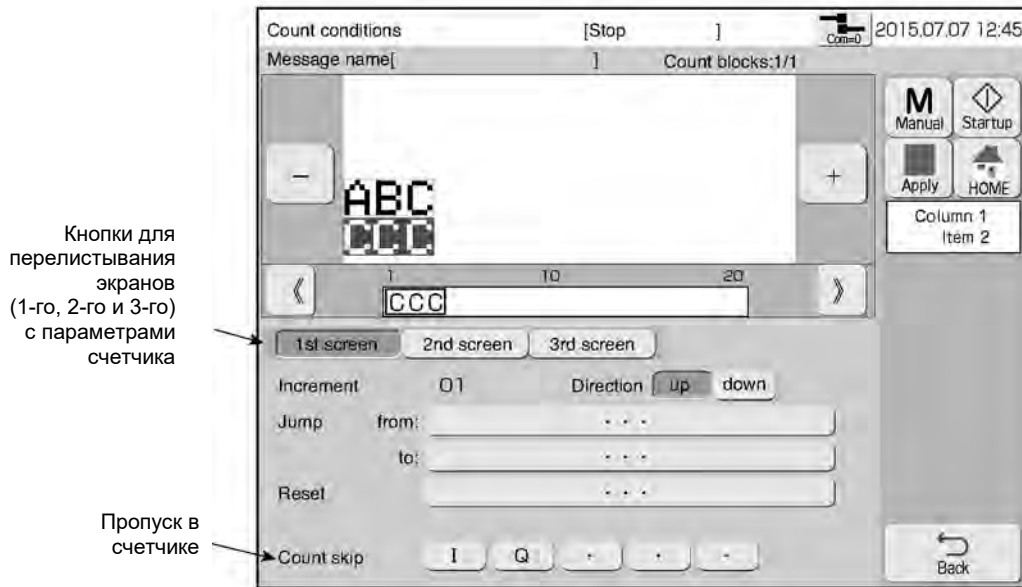 Count conditions [Stop ] Com=0 2015.07.07 12:45
Message name[ ] Count blocks:1/1
M
Manual
Startup
− +
Apply
HOME
ABC
CCC
Column 1
Item 2
1 10 20
《 CCC 》
Кнопки для
перелистывания
экранов
(1-го, 2-го и 3-го)
с параметрами
счетчика
1st screen 2nd screen 3rd screen
Increment 01 Direction up down
Jump from: · · ·
to: · · ·
Reset · · ·
Пропуск в
счетчике
Count skip I Q · · ·
Back